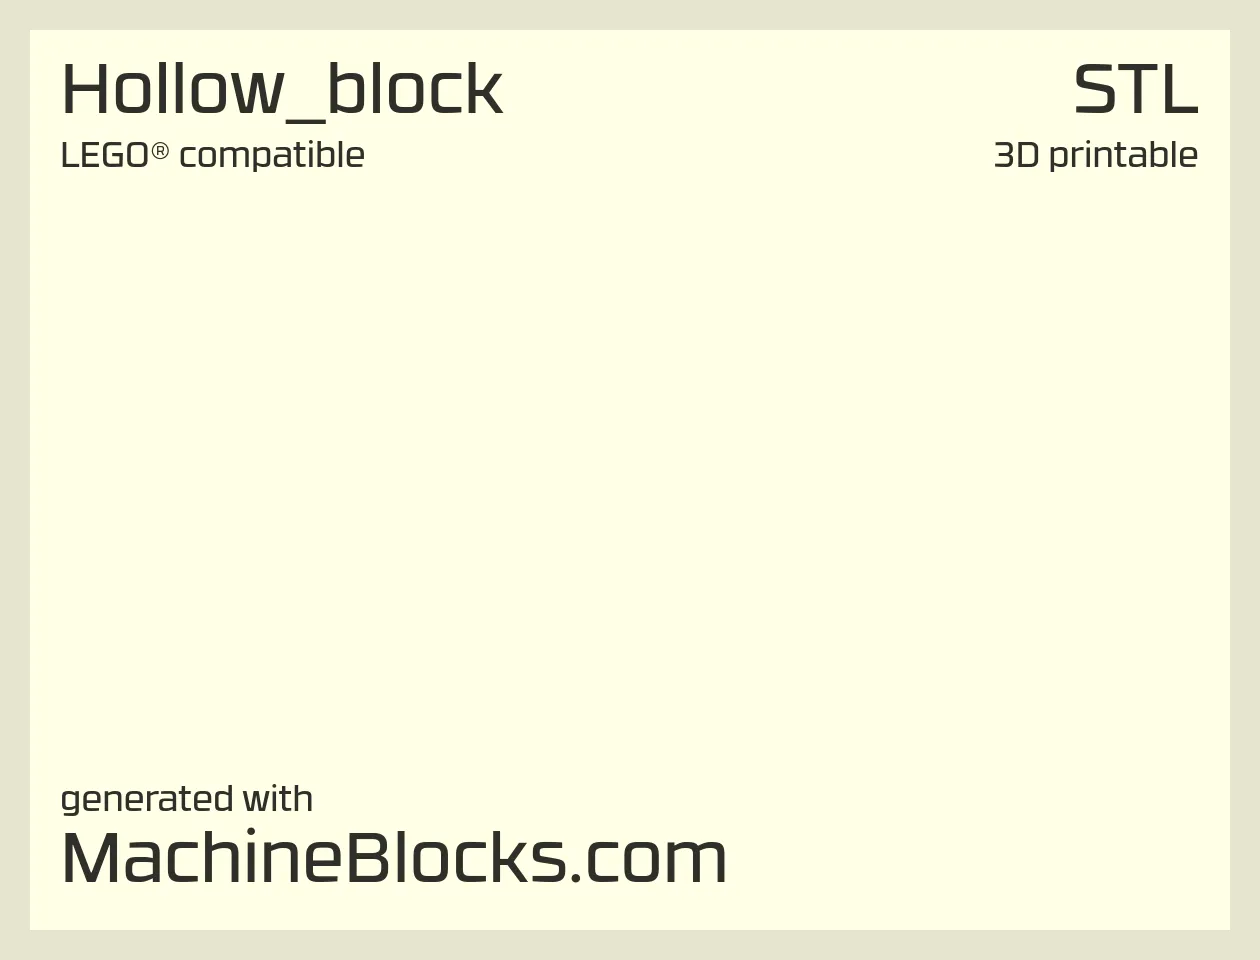 Hollow_block
STL
LEGO® compatible
3D printable
generated with
MachineBlocks.com